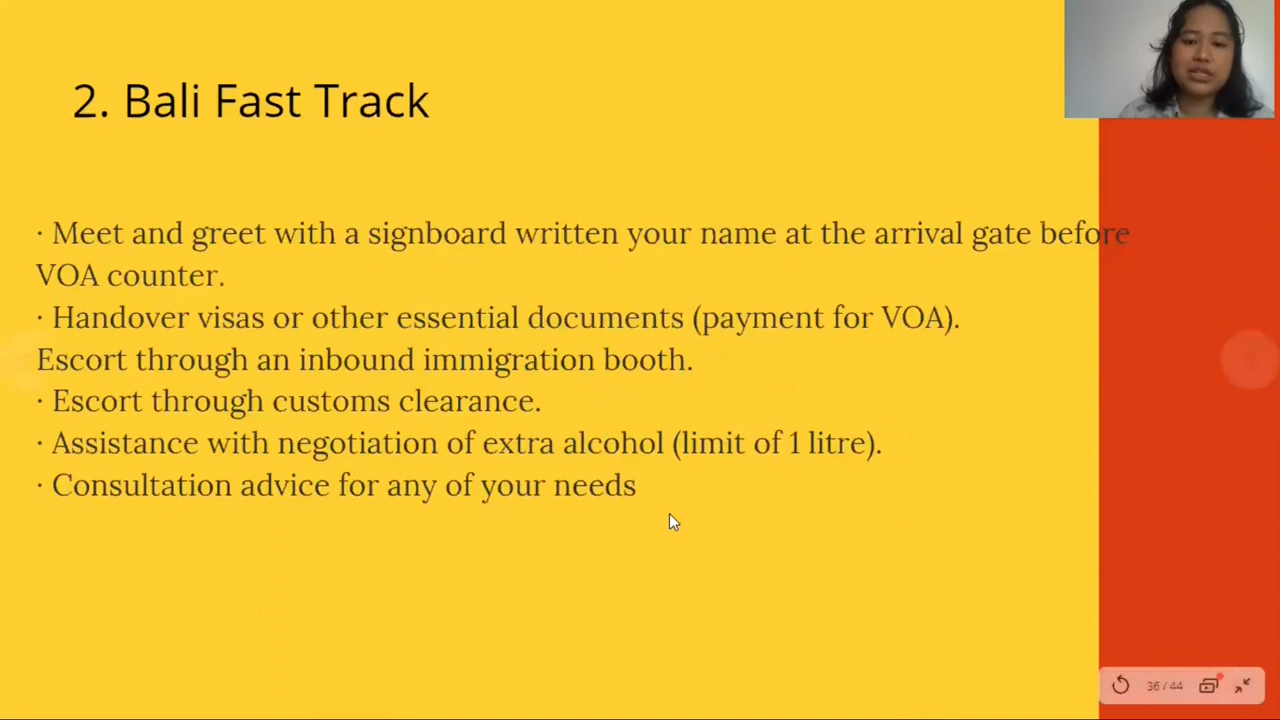 2. Bali Fast Track
· Meet and greet with a signboard written your name at the arrival gate before
VOA counter.
· Handover visas or other essential documents (payment for VOA).
Escort through an inbound immigration booth.
· Escort through customs clearance.
· Assistance with negotiation of extra alcohol (limit of 1 litre).
· Consultation advice for any of your needs
36 / 44